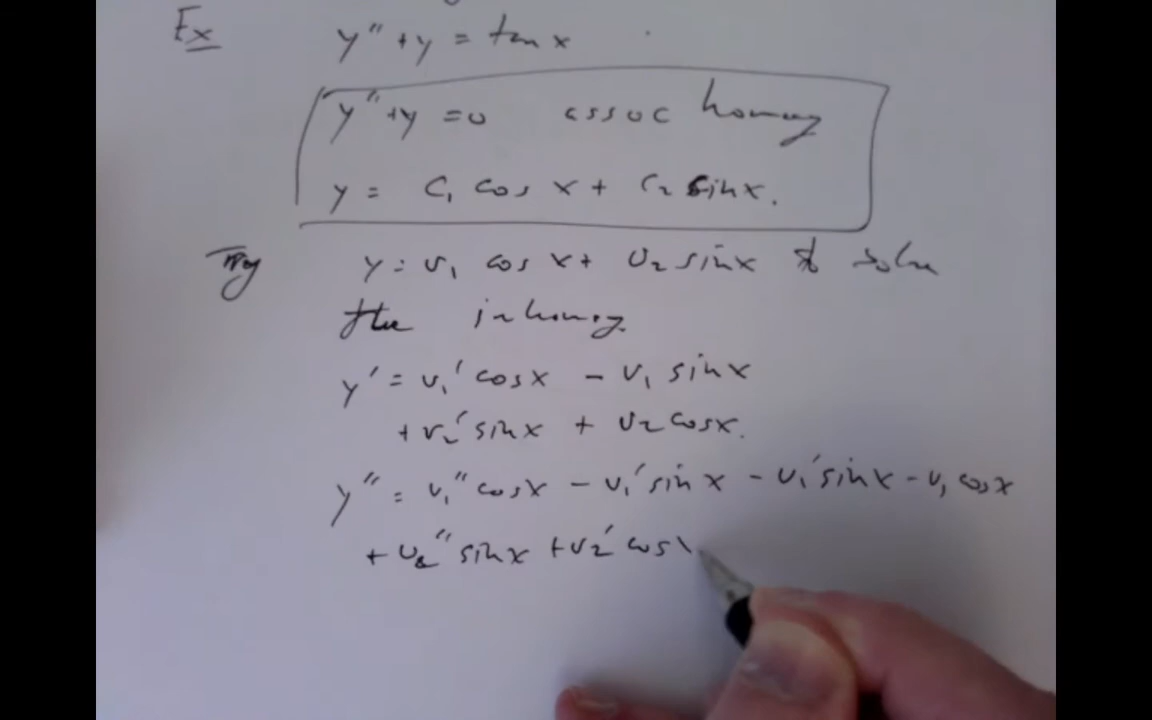 Ex y" + y = tan x
y" + y = 0 assoc homog
y = C₁ cos x + C₂ sin x.
Try y = v₁ cos x + v₂ sin x to solve
the inhomog.
y' = v₁' cos x - v₁ sin x
+ v₂' sin x + v₂ cos x.
y" = v₁" cos x - v₁' sin x - v₁' sin x - v₁ cos x
+ v₂" sin x + v₂' cos